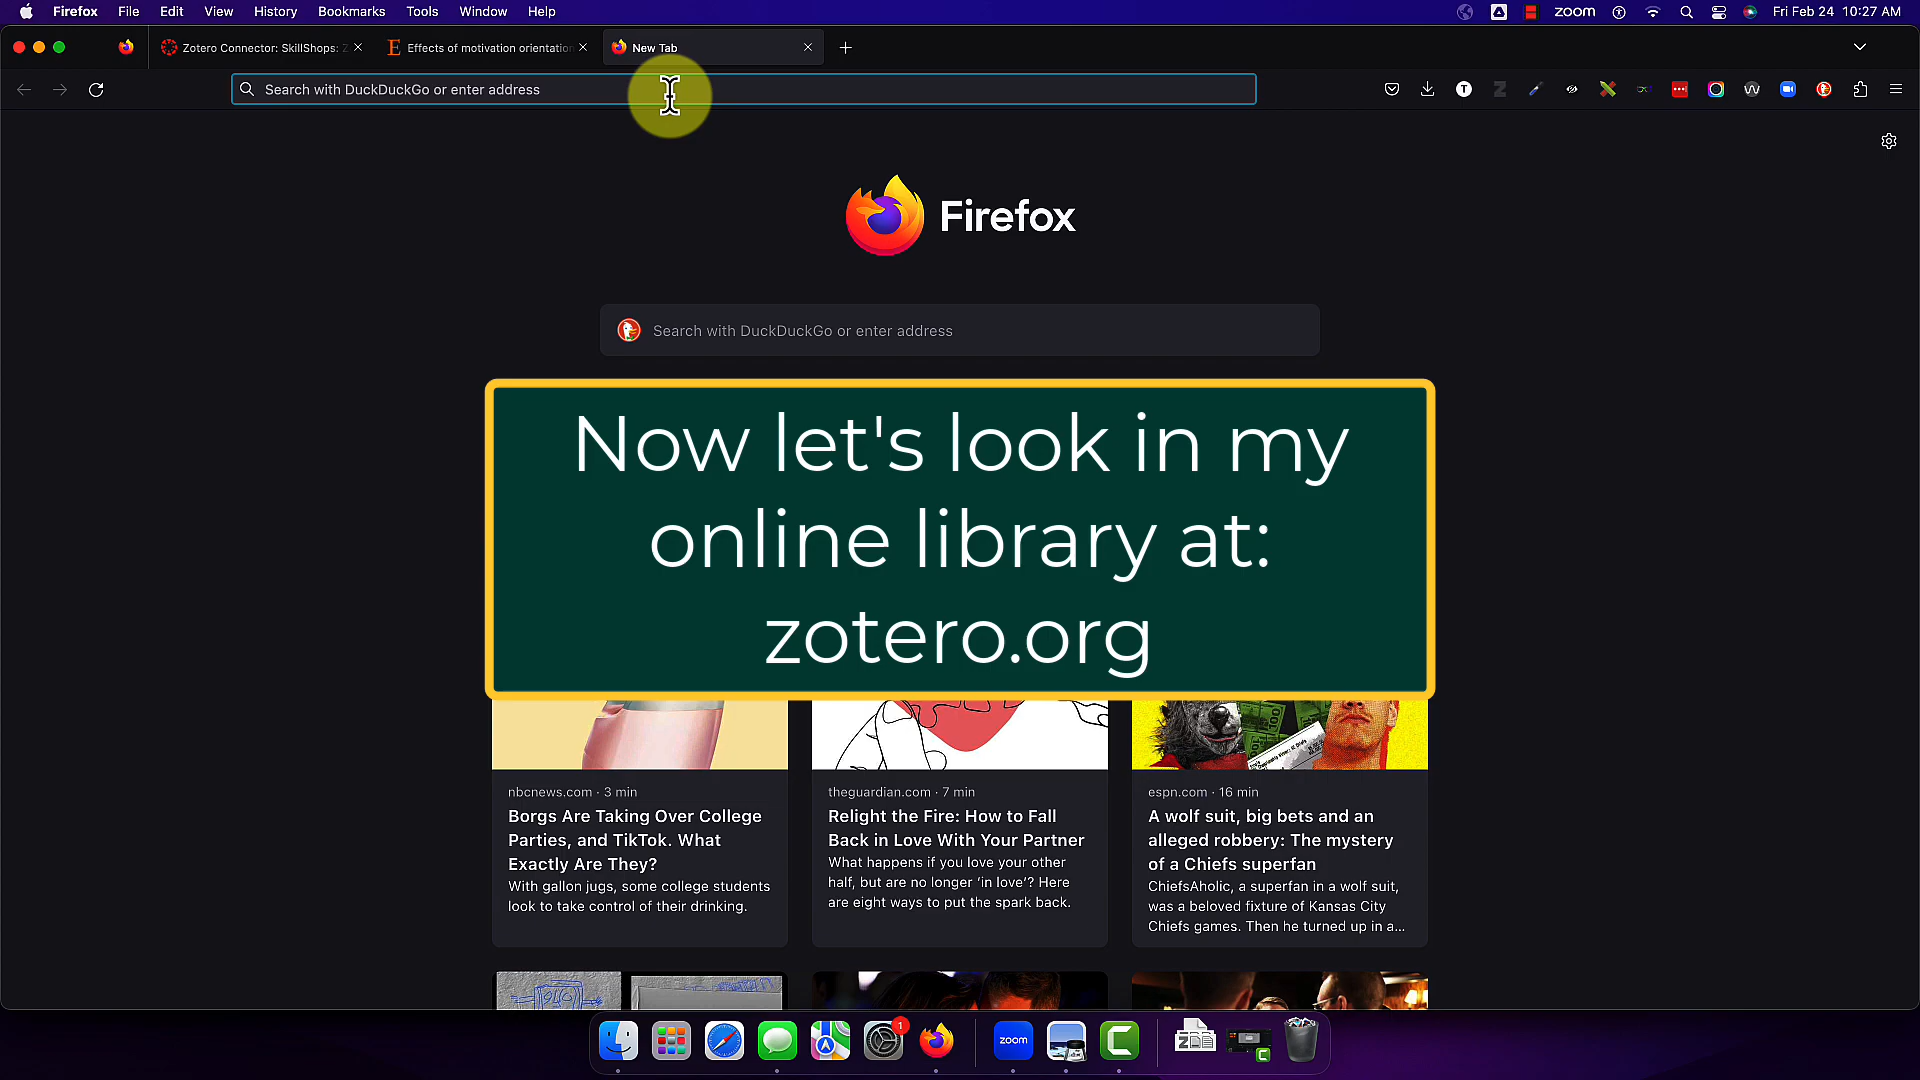 Firefox File Edit View History Bookmarks Tools Window Help zoom Fri Feb 24 10:27 AM
Zotero Connector: SkillShops: Z Effects of motivation orientation New Tab
Search with DuckDuckGo or enter address
Firefox
Search with DuckDuckGo or enter address
Now let's look in my
online library at:
zotero.org
nbcnews.com · 3 min
Borgs Are Taking Over College
Parties, and TikTok. What
Exactly Are They?
With gallon jugs, some college students
look to take control of their drinking.
theguardian.com · 7 min
Relight the Fire: How to Fall
Back in Love With Your Partner
What happens if you love your other
half, but are no longer ‘in love’? Here
are eight ways to put the spark back.
espn.com · 16 min
A wolf suit, big bets and an
alleged robbery: The mystery
of a Chiefs superfan
ChiefsAholic, a superfan in a wolf suit,
was a beloved fixture of Kansas City
Chiefs games. Then he turned up in a...
1
zoom